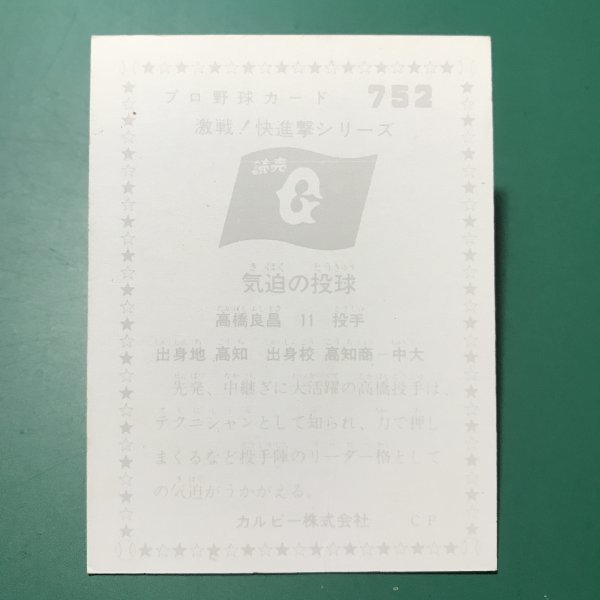 プロ野球カード 752
激戦!快進撃シリーズ
読売
G
気迫の投球
高橋良昌 11 投手
出身地 高知 出身校 高知商―中大
先発、中継ぎに大活躍の高橋投手は、
テクニシャンとして知られ、力で押し
まくるなど投手陣のリーダー格として
の気迫がうかがえる。
カルビー株式会社 CP